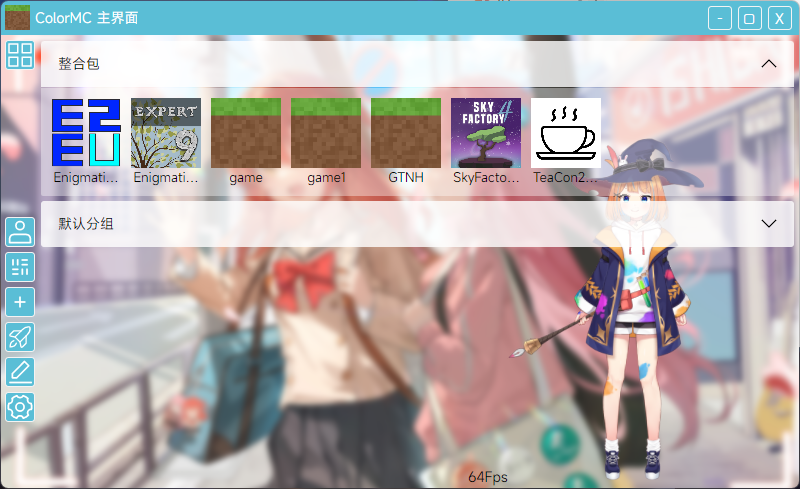 ColorMC 主界面
整合包
E2
EU
EXPERT
9
SKY
FACTORY 4
Enigmati...
Enigmati...
game
game1
GTNH
SkyFacto...
TeaCon2...
默认分组
64Fps